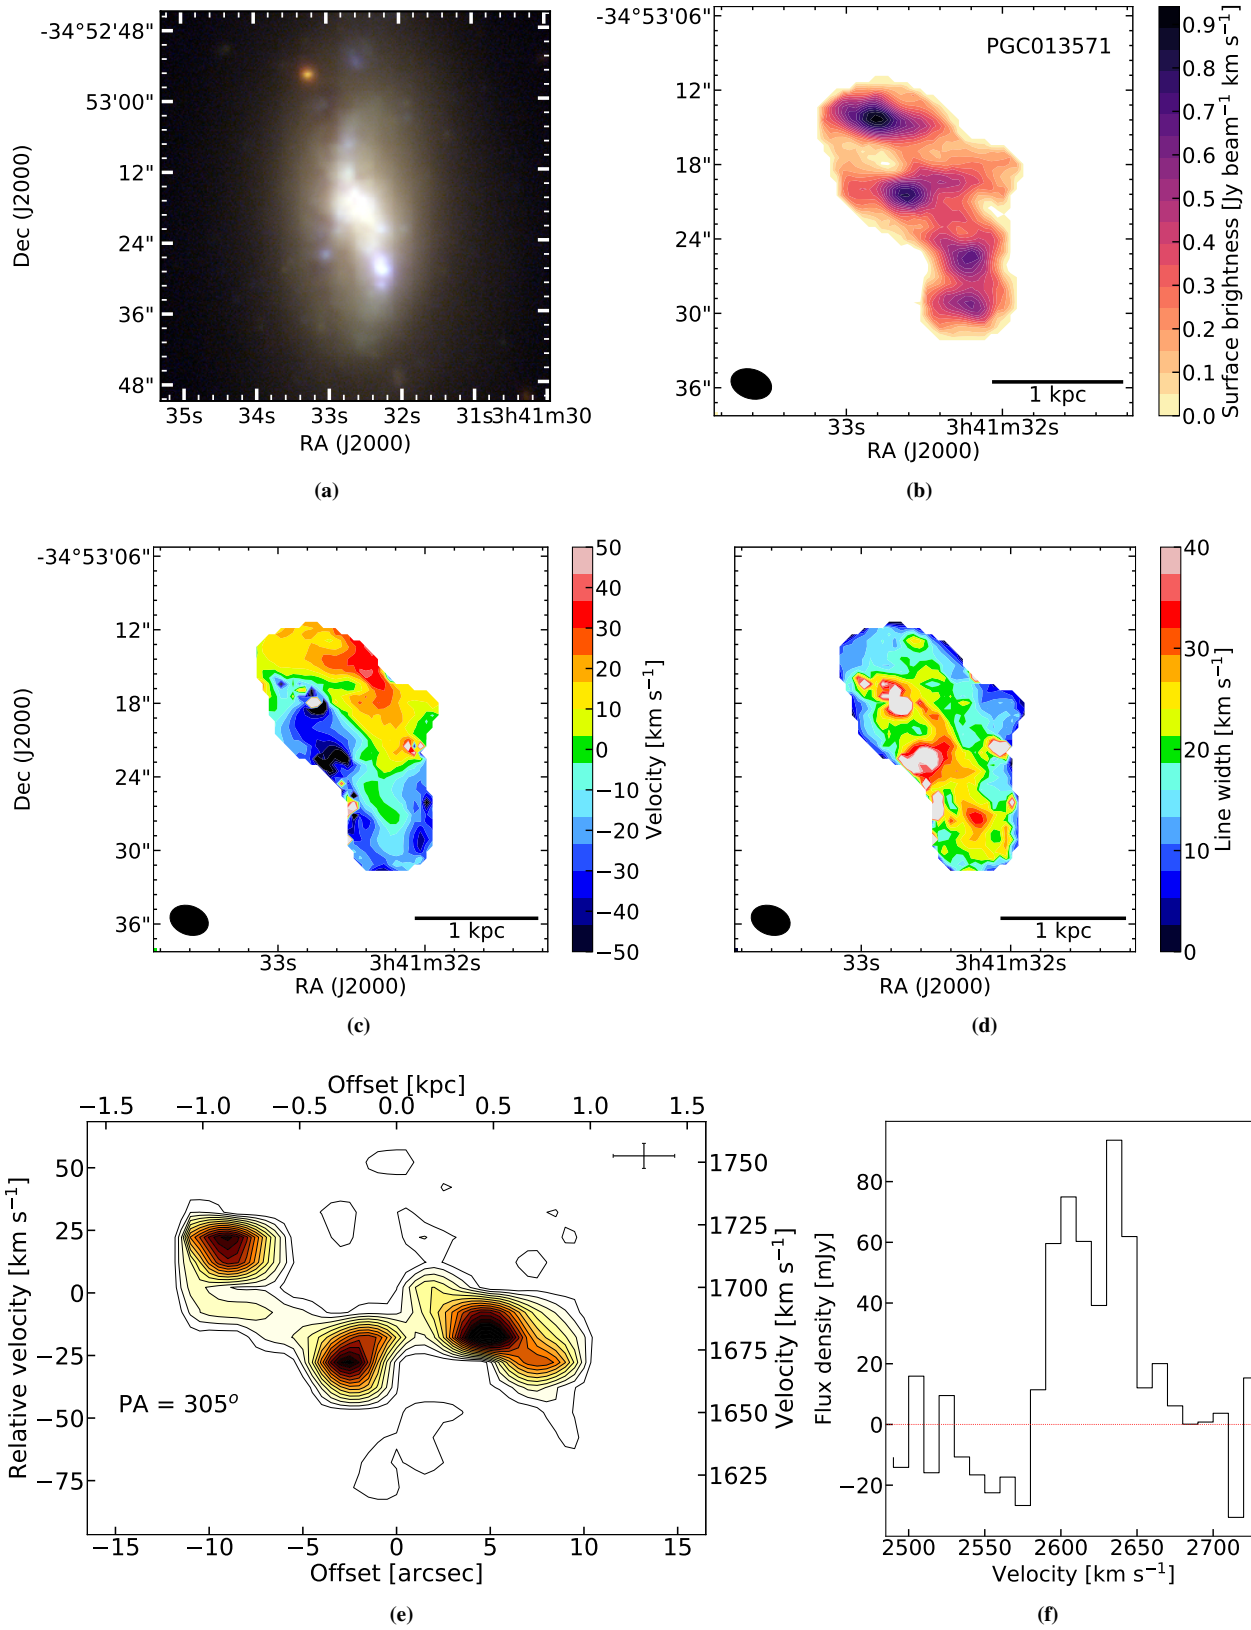 -34°52'48"
53'00"
12"
24"
36"
48"
Dec (J2000)
35s 34s 33s 32s 31s 3h41m30
RA (J2000)
(a)
-34°53'06"
12"
18"
24"
30"
36"
PGC013571
1 kpc
33s 3h41m32s
RA (J2000)
0.9
0.8
0.7
0.6
0.5
0.4
0.3
0.2
0.1
0.0
Surface brightness [Jy beam−1 km s−1]
(b)
-34°53'06"
12"
18"
24"
30"
36"
Dec (J2000)
1 kpc
33s 3h41m32s
RA (J2000)
50
40
30
20
10
0
−10
−20
−30
−40
−50
Velocity [km s−1]
(c)
1 kpc
33s 3h41m32s
RA (J2000)
40
30
20
10
0
Line width [km s−1]
(d)
Offset [kpc]
−1.5 −1.0 −0.5 0.0 0.5 1.0 1.5
50
25
0
−25
−50
−75
Relative velocity [km s−1]
PA = 305o
1750
1725
1700
1675
1650
1625
Velocity [km s−1]
−15 −10 −5 0 5 10 15
Offset [arcsec]
(e)
80
60
40
20
0
−20
Flux density [mJy]
2500 2550 2600 2650 2700
Velocity [km s−1]
(f)